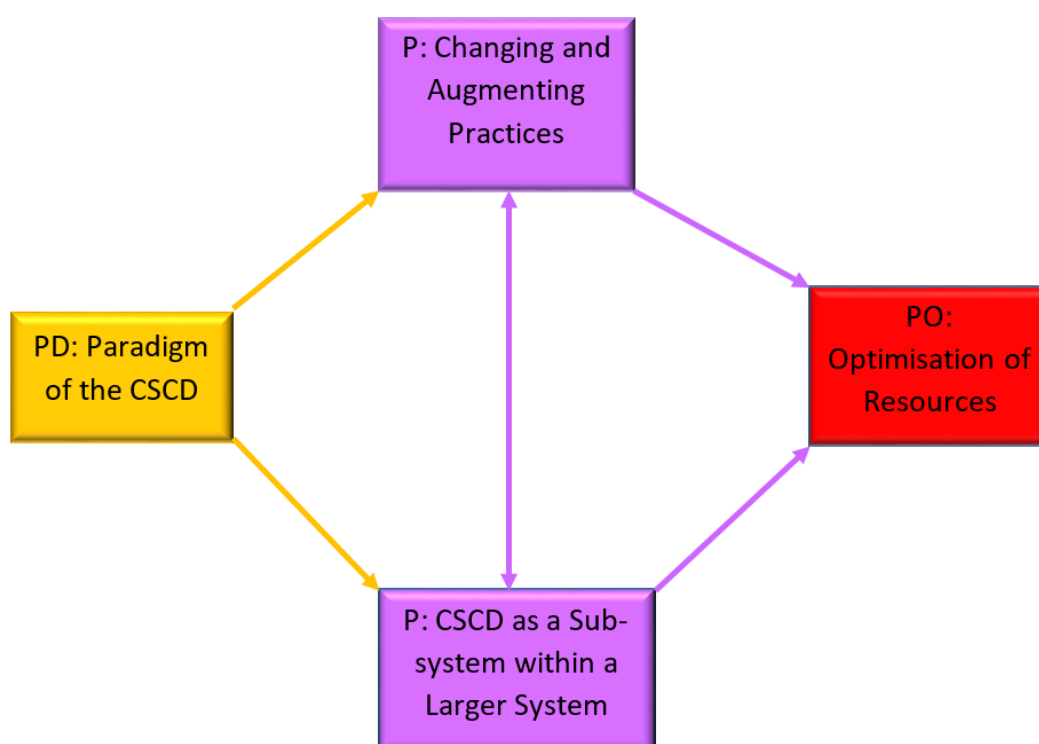 P: Changing and
Augmenting
Practices
PD: Paradigm
of the CSCD
PO:
Optimisation of
Resources
P: CSCD as a Sub-
system within a
Larger System